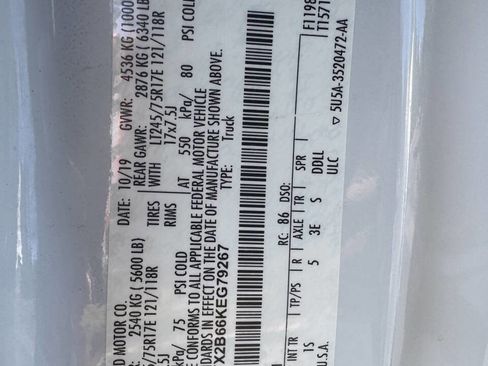 D MOTOR CO. DATE: 10/19 GVWR: 4536 KG (1000
2540 KG ( 5600 LB) REAR GAWR: 2876 KG ( 6340 LB
/75R17E 121/118R TIRES WITH LT245/75R17E 121/118R
RIMS 17x7.5J
kPa/ 75 PSI COLD AT 550 kPa/ 80 PSI COL
E CONFORMS TO ALL APPLICABLE FEDERAL MOTOR VEHICLE
NDARDS IN EFFECT ON THE DATE OF MANUFACTURE SHOWN ABOVE.
X2B66KEG79267 TYPE: Truck
F1198
T1571
RC: 86 DSO:
INT TR TP/PS R AXLE TR SPR
1S 5 3E S DDLL
U.S.A. ULC
▽ 5U5A-3520472-AA